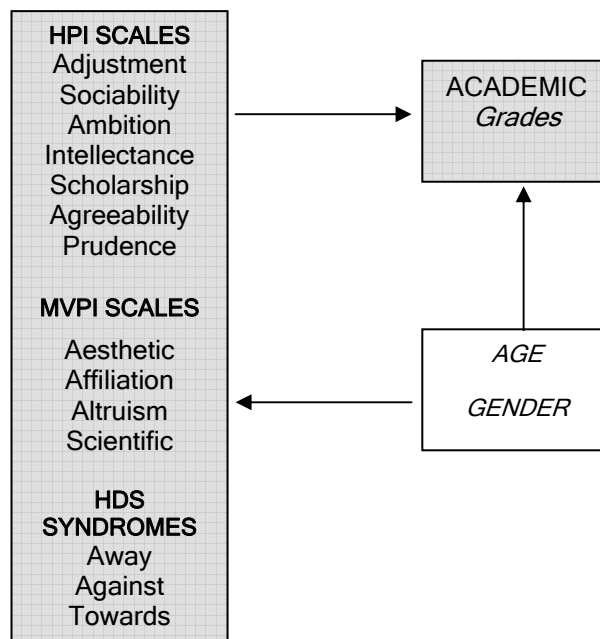 HPI SCALES
Adjustment
Sociability
Ambition
Intellectance
Scholarship
Agreeability
Prudence
MVPI SCALES
Aesthetic
Affiliation
Altruism
Scientific
HDS
SYNDROMES
Away
Against
Towards
ACADEMIC
Grades
AGE
GENDER